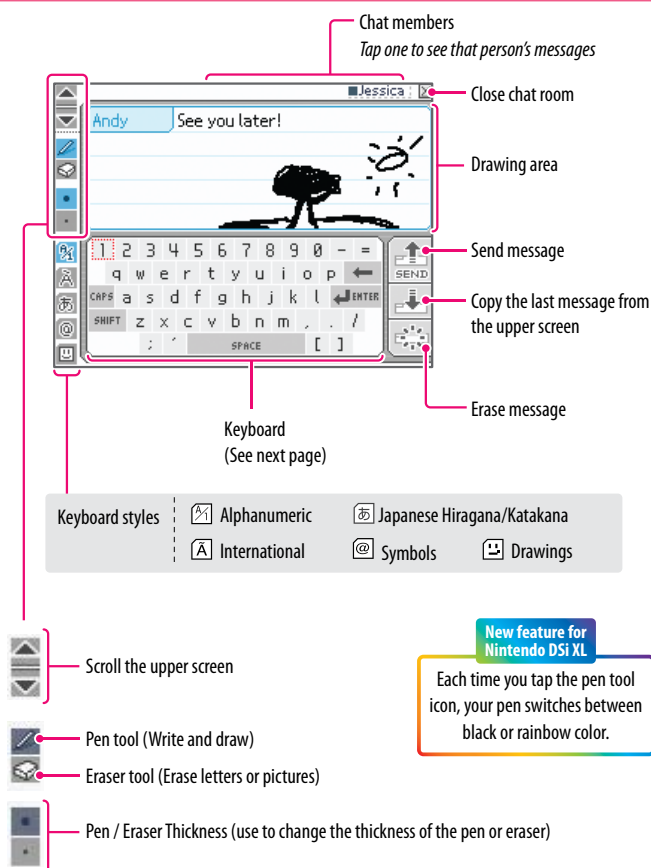 Chat members
Tap one to see that person's messages
Jessica
Close chat room
Andy See you later!
Drawing area
1 2 3 4 5 6 7 8 9 0 - =
Send message
q w e r t y u i o p
SEND
CAPS a s d f g h j k l ENTER
Copy the last message from
the upper screen
SHIFT z x c v b n m , . /
; ´ SPACE [ ]
A/1
Ã
あ
@
Erase message
Keyboard
(See next page)
Keyboard styles
A/1 Alphanumeric
あ Japanese Hiragana/Katakana
Ã International
@ Symbols
Drawings
Scroll the upper screen
New feature for
Nintendo DSi XL
Each time you tap the pen tool
icon, your pen switches between
black or rainbow color.
Pen tool (Write and draw)
Eraser tool (Erase letters or pictures)
Pen / Eraser Thickness (use to change the thickness of the pen or eraser)